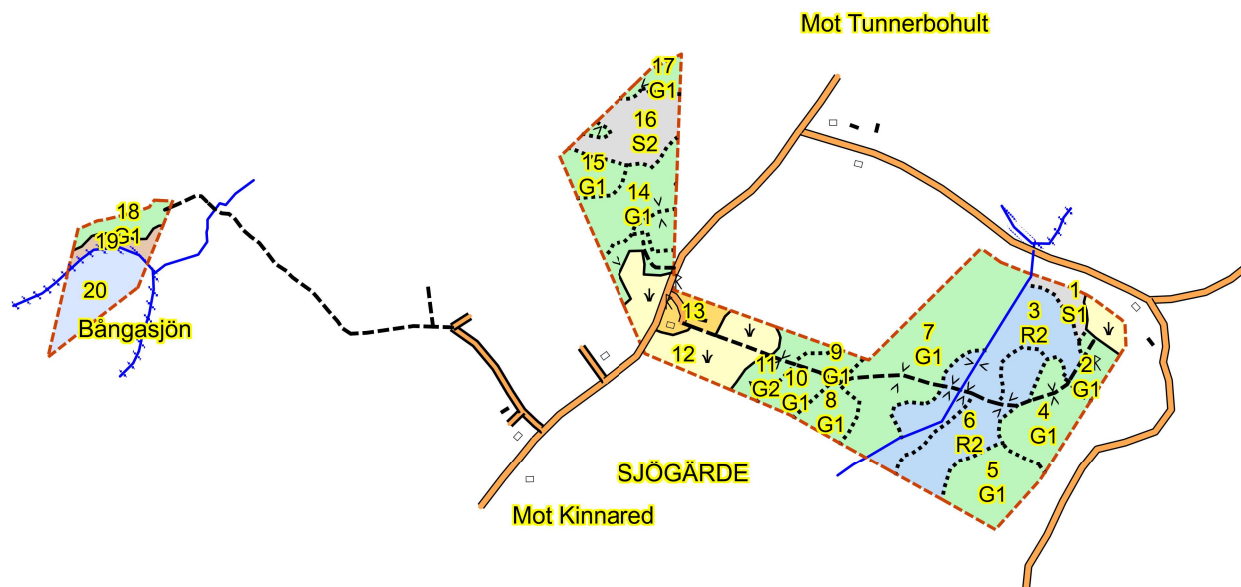 Mot Tunnerbohult
17
G1
16
S2
15
G1
14
G1
18
G1
19
20
Bångasjön
13
12
11
G2
10
G1
9
G1
8
G1
7
G1
3
R2
1
S1
2
G1
4
G1
6
R2
5
G1
SJÖGÄRDE
Mot Kinnared